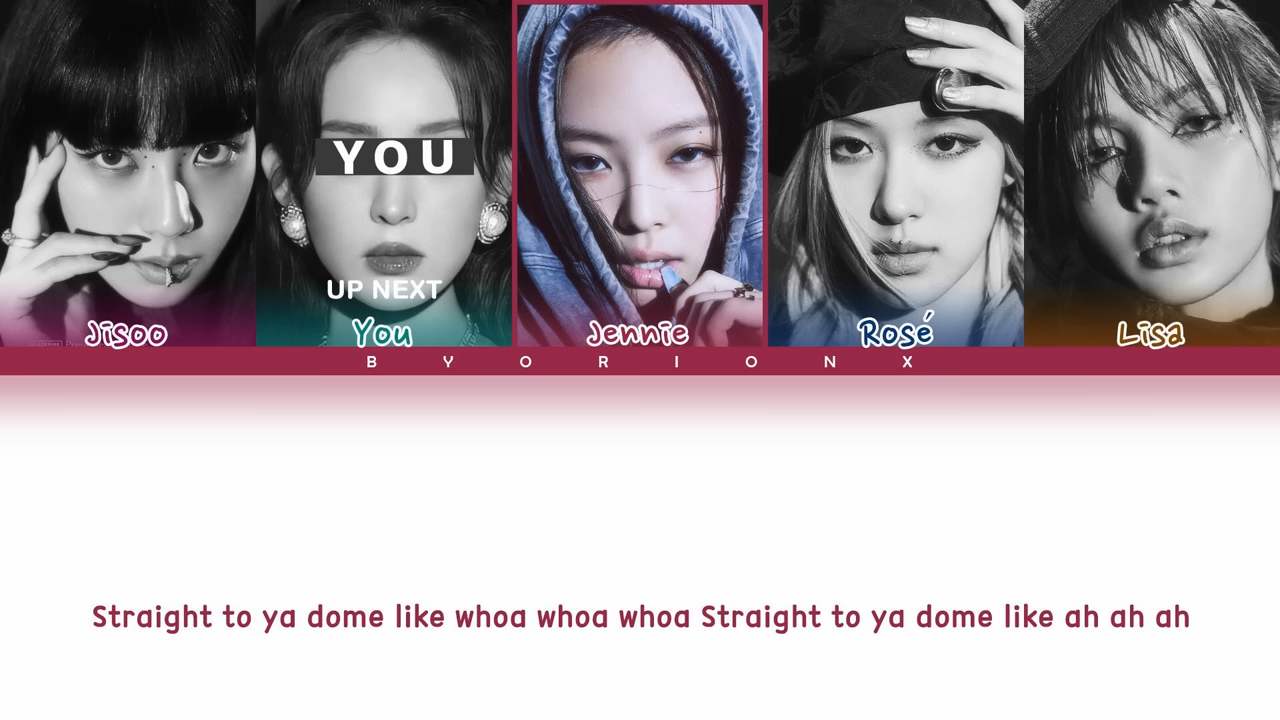 YOU
UP NEXT
Jisoo
You
Jennie
Rosé
Lisa
BYORIONX
Straight to ya dome like whoa whoa whoa Straight to ya dome like ah ah ah